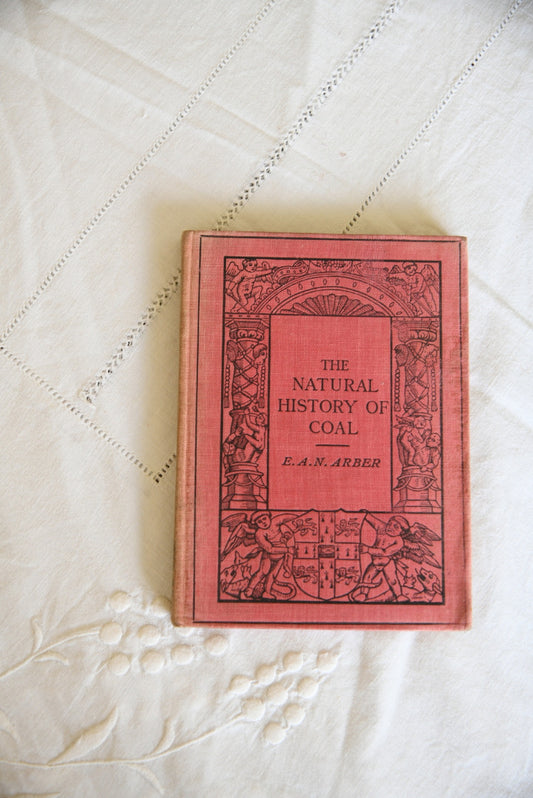 THE
NATURAL
HISTORY OF
COAL
E. A. N. ARBER